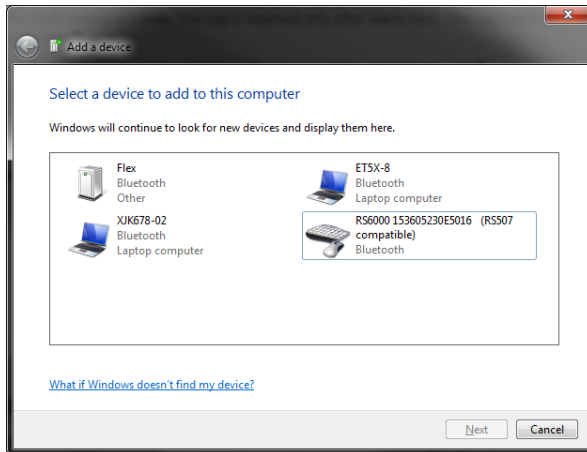 Add a device
Select a device to add to this computer
Windows will continue to look for new devices and display them here.
Flex
Bluetooth
Other
ET5X-8
Bluetooth
Laptop computer
XJK678-02
Bluetooth
Laptop computer
RS6000 153605230E5016 (RS507
compatible)
Bluetooth
What if Windows doesn't find my device?
Next
Cancel